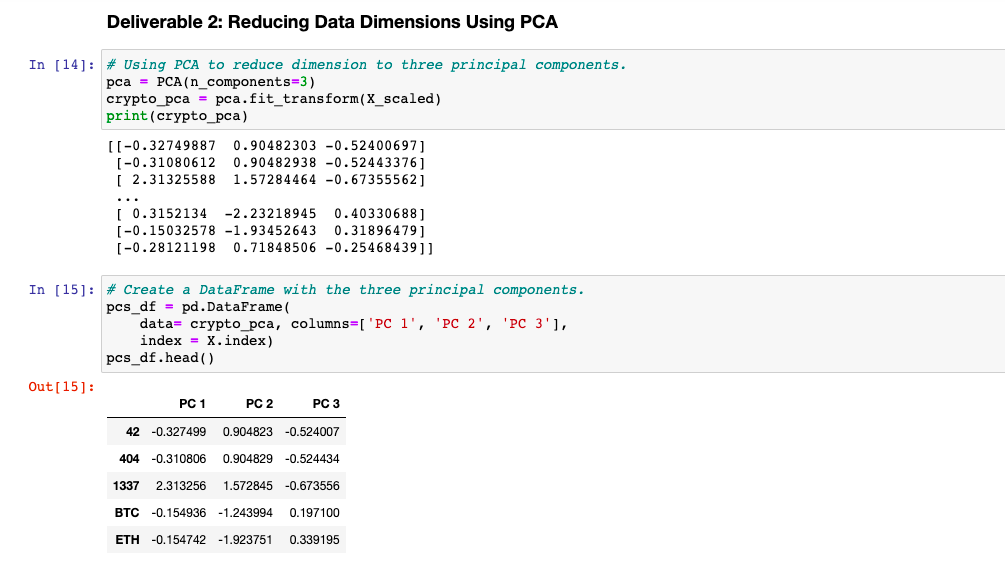 Deliverable 2: Reducing Data Dimensions Using PCA
In [14]: # Using PCA to reduce dimension to three principal components.
pca = PCA(n_components=3)
crypto_pca = pca.fit_transform(X_scaled)
print(crypto_pca)
[[-0.32749887  0.90482303 -0.52400697]
 [-0.31080612  0.90482938 -0.52443376]
 [ 2.31325588  1.57284464 -0.67355562]
 ...
 [ 0.3152134  -2.23218945  0.40330688]
 [-0.15032578 -1.93452643  0.31896479]
 [-0.28121198  0.71848506 -0.25468439]]
In [15]: # Create a DataFrame with the three principal components.
pcs_df = pd.DataFrame(
    data= crypto_pca, columns=['PC 1', 'PC 2', 'PC 3'],
    index = X.index)
pcs_df.head()
Out[15]:
PC 1 PC 2 PC 3
42 -0.327499 0.904823 -0.524007
404 -0.310806 0.904829 -0.524434
1337 2.313256 1.572845 -0.673556
BTC -0.154936 -1.243994 0.197100
ETH -0.154742 -1.923751 0.339195